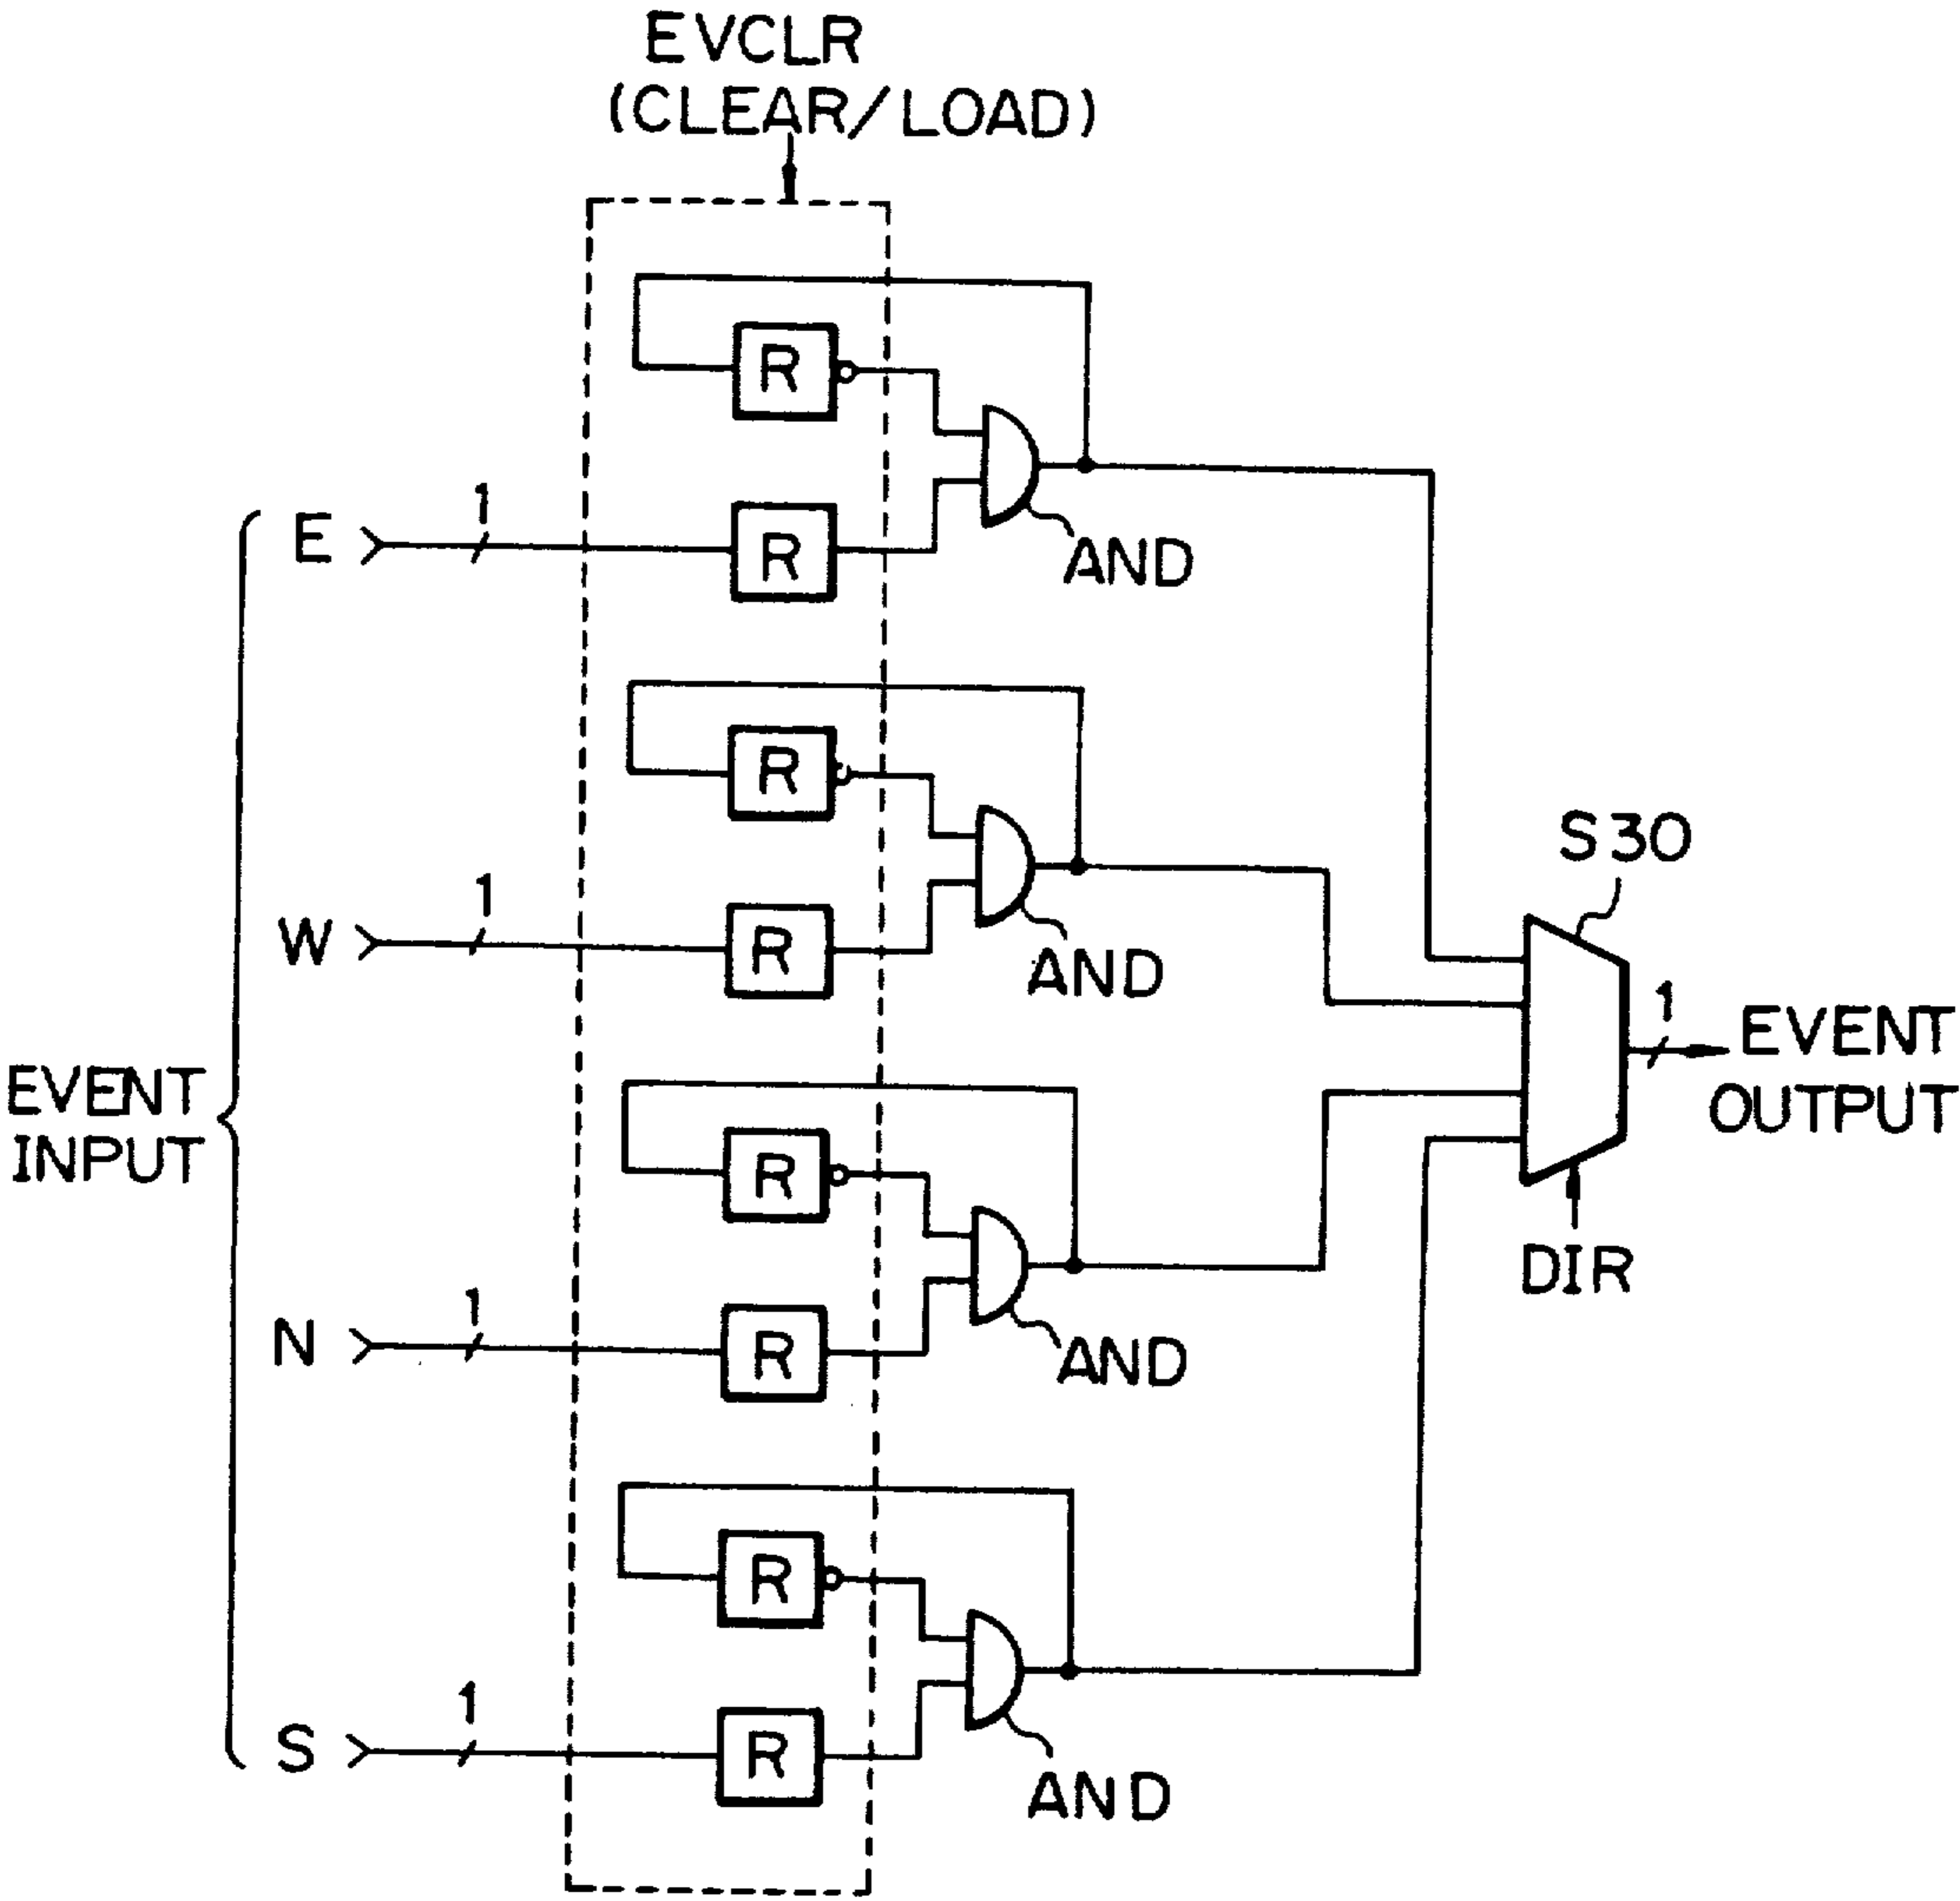 EVCLR
(CLEAR/LOAD)
R
1
E
R
AND
R
S30
1
W
R
AND
1
EVENT
OUTPUT
EVENT
INPUT
R
DIR
1
N
R
AND
R
1
S
R
AND